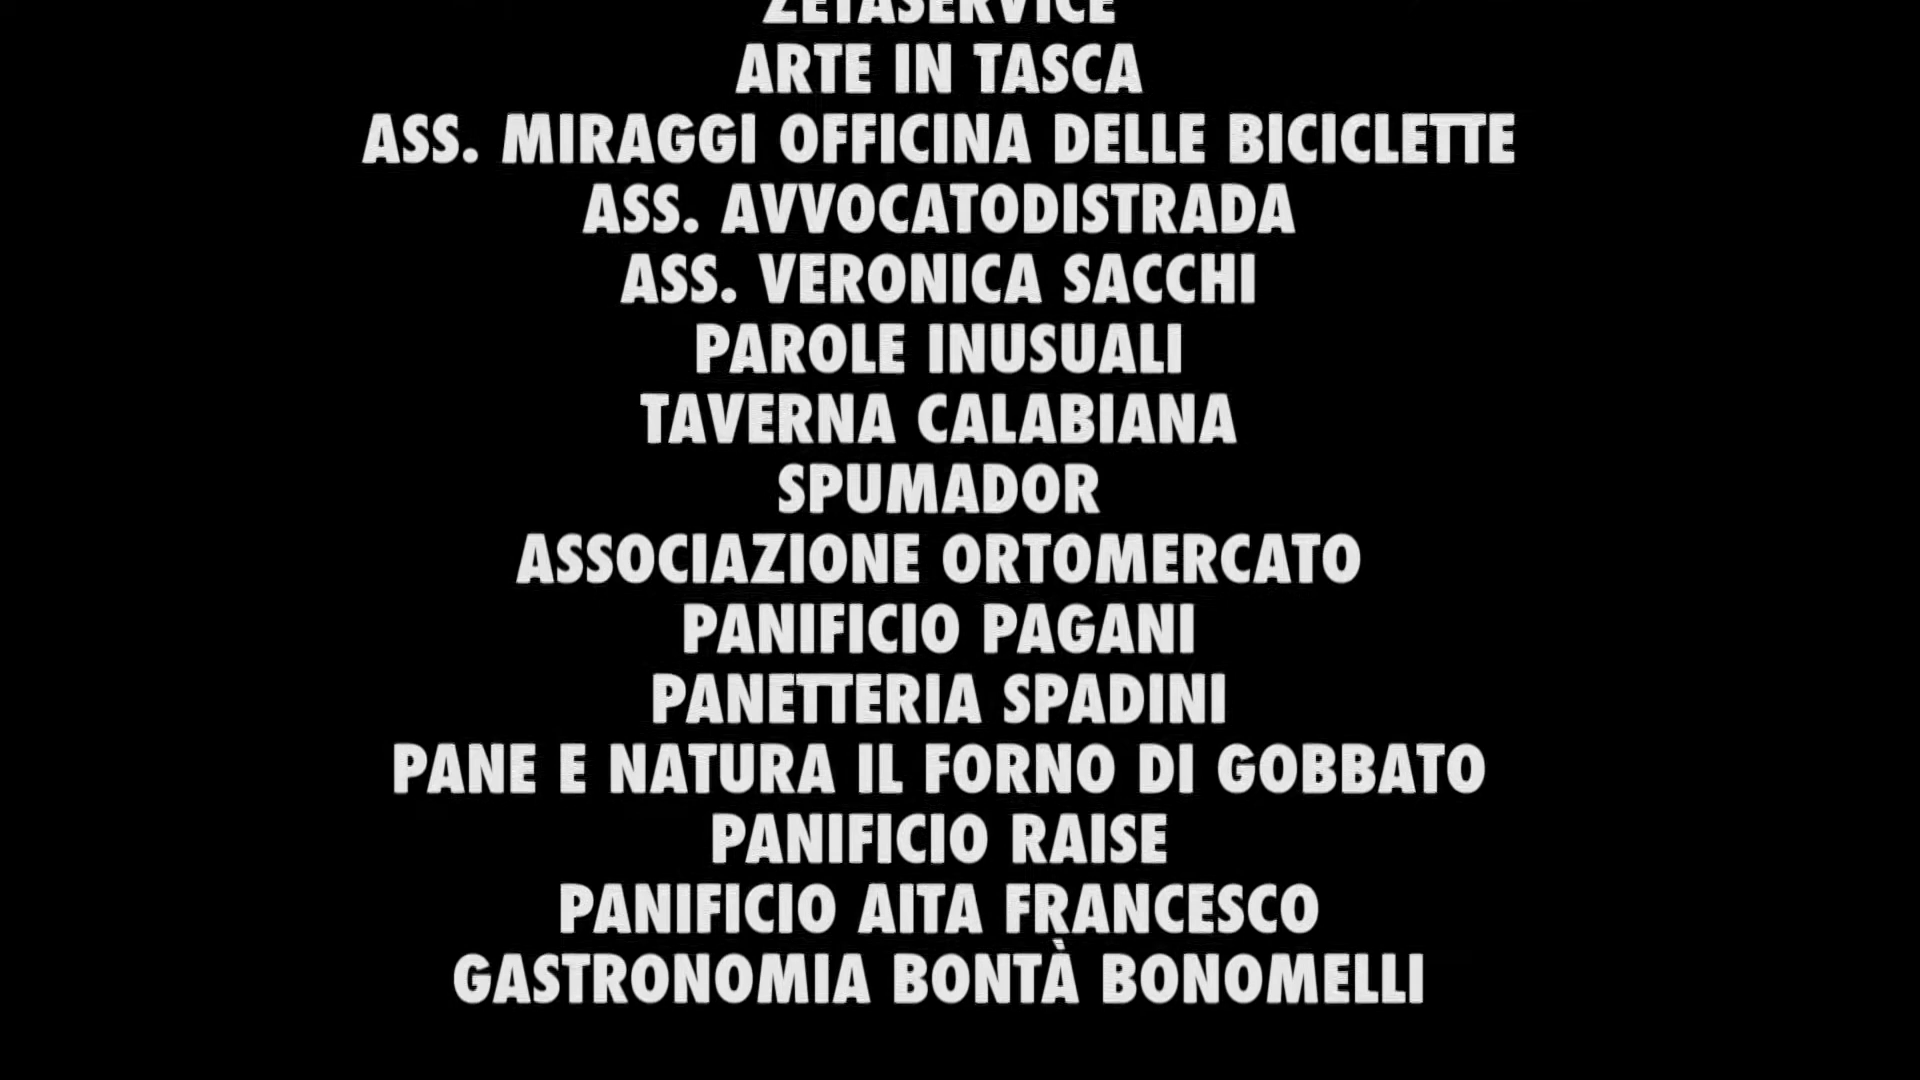 ZETASERVICE
ARTE IN TASCA
ASS. MIRAGGI OFFICINA DELLE BICICLETTE
ASS. AVVOCATODISTRADA
ASS. VERONICA SACCHI
PAROLE INUSUALI
TAVERNA CALABIANA
SPUMADOR
ASSOCIAZIONE ORTOMERCATO
PANIFICIO PAGANI
PANETTERIA SPADINI
PANE E NATURA IL FORNO DI GOBBATO
PANIFICIO RAISE
PANIFICIO AITA FRANCESCO
GASTRONOMIA BONTÀ BONOMELLI